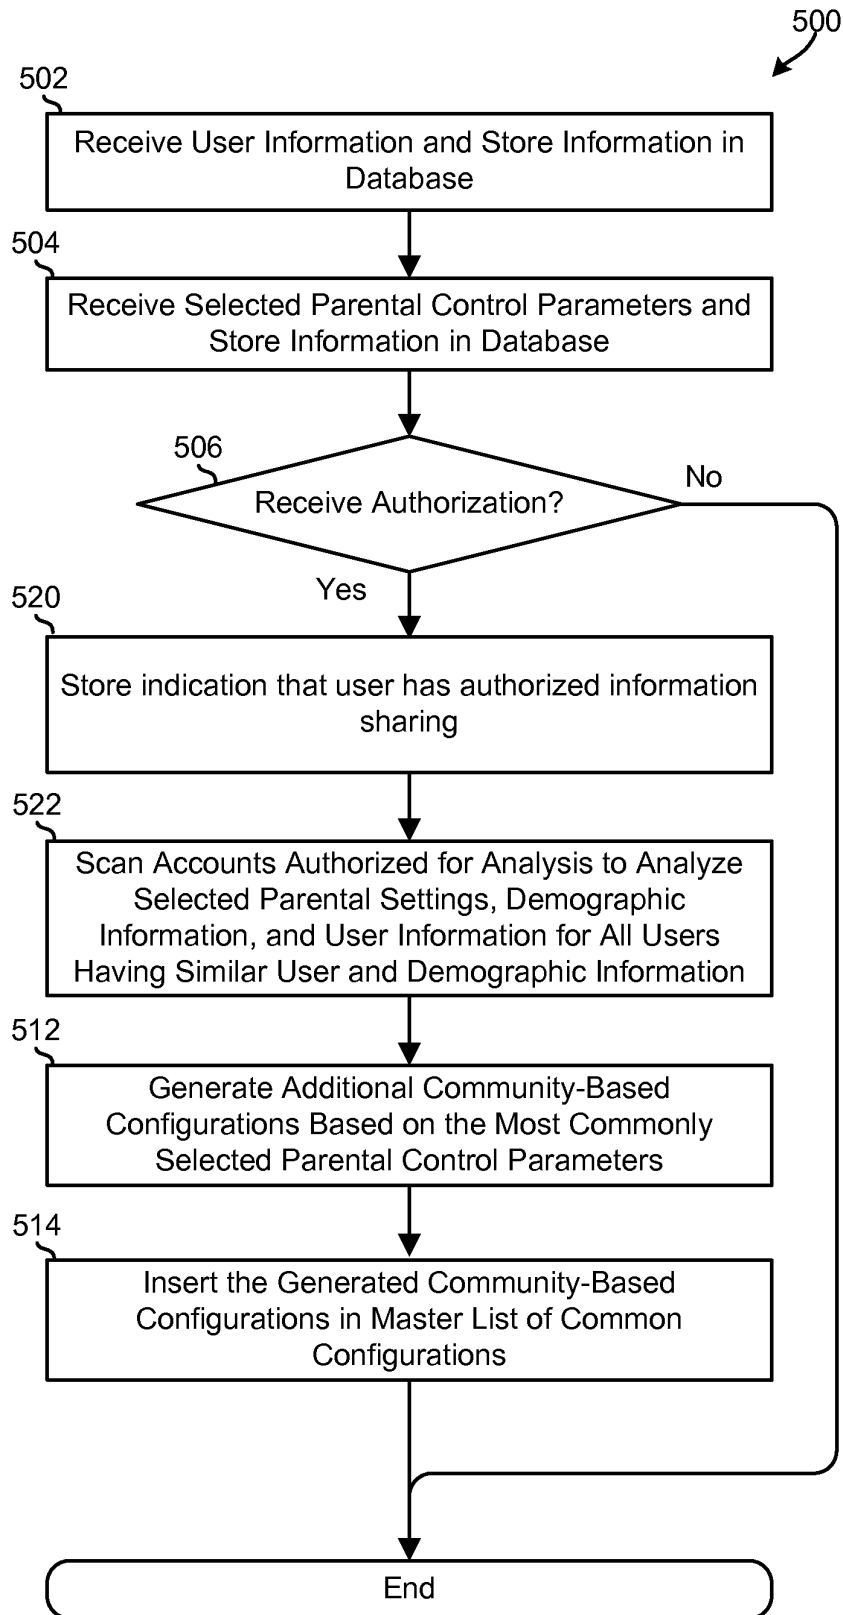 500
502
Receive User Information and Store Information in
Database
504
Receive Selected Parental Control Parameters and
Store Information in Database
506
Receive Authorization?
No
Yes
520
Store indication that user has authorized information
sharing
522
Scan Accounts Authorized for Analysis to Analyze
Selected Parental Settings, Demographic
Information, and User Information for All Users
Having Similar User and Demographic Information
512
Generate Additional Community-Based
Configurations Based on the Most Commonly
Selected Parental Control Parameters
514
Insert the Generated Community-Based
Configurations in Master List of Common
Configurations
End